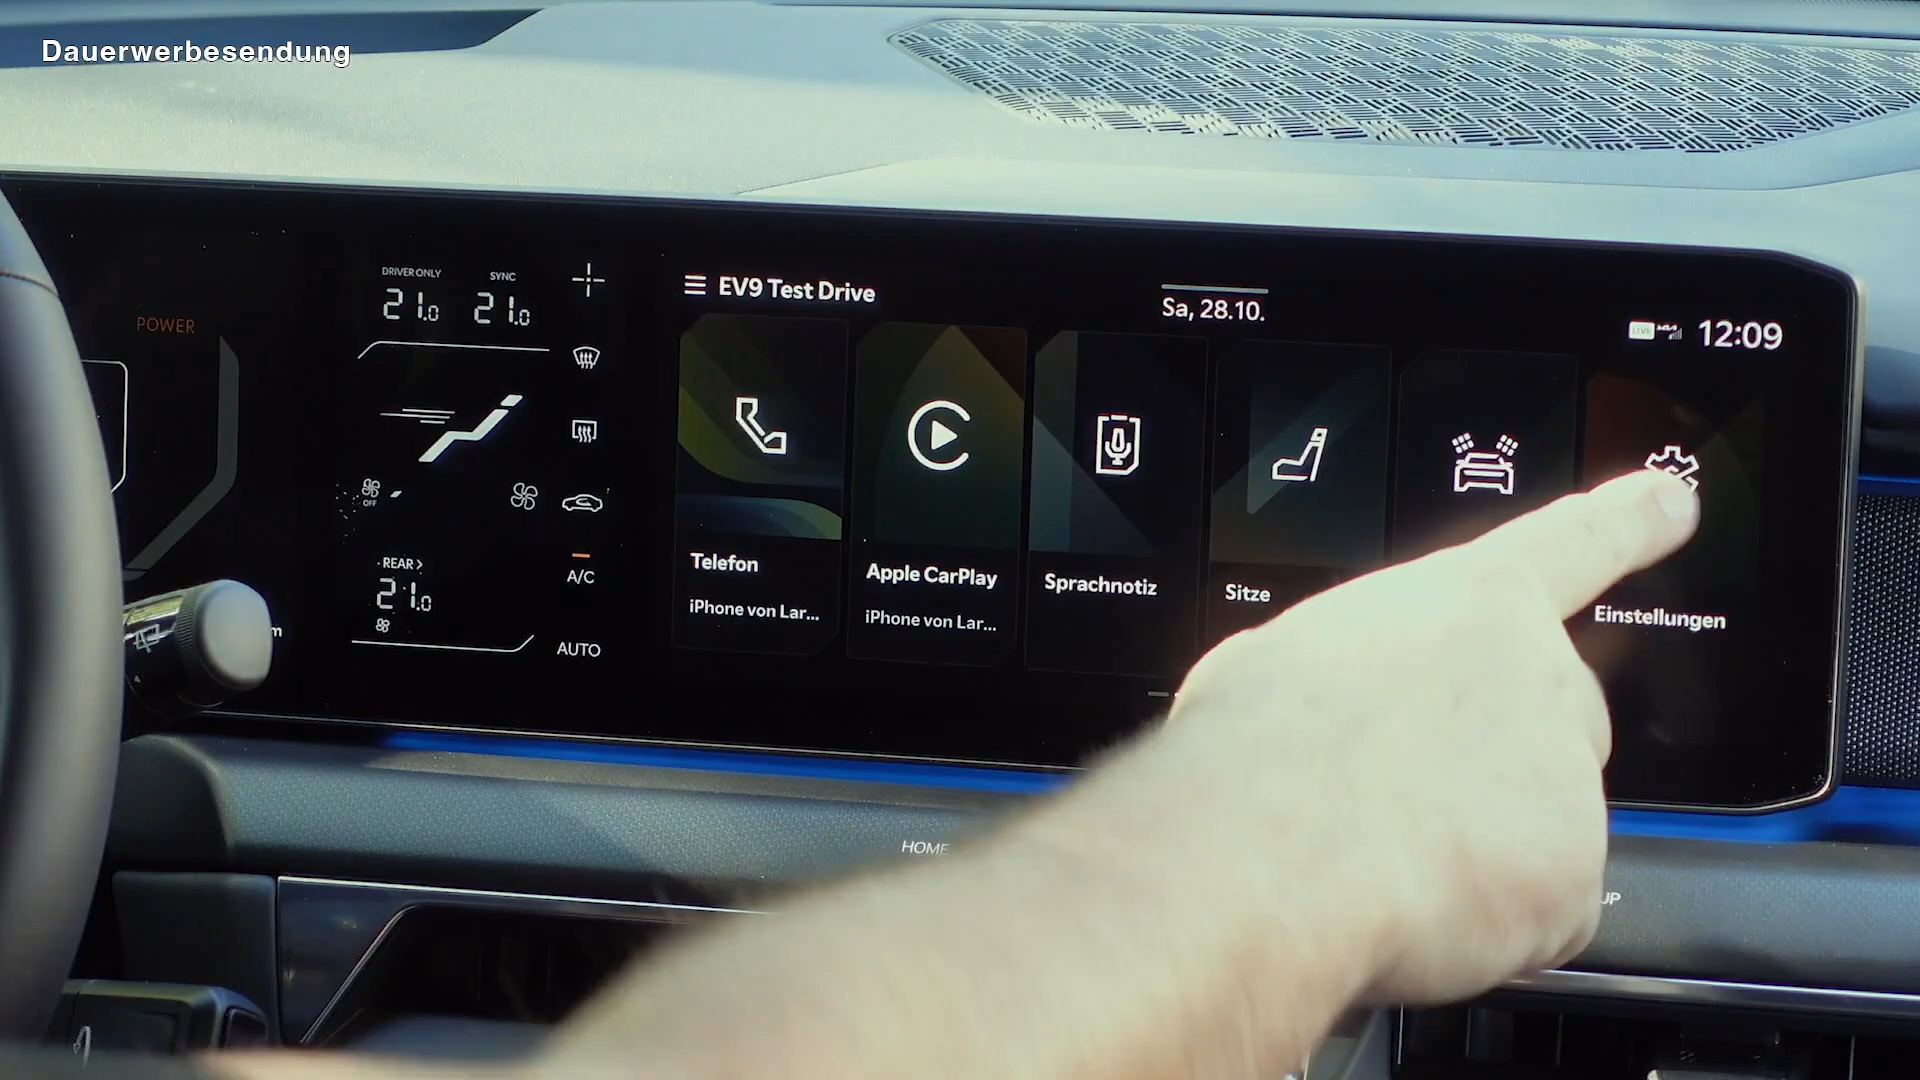 Dauerwerbesendung
DRIVER ONLY
21.0
SYNC
21.0
POWER
OFF
REAR >
21.0
A/C
AUTO
EV9 Test Drive
Sa, 28.10.
LIVE
12:09
Telefon
iPhone von Lar...
Apple CarPlay
iPhone von Lar...
Sprachnotiz
Sitze
Einstellungen
HOME